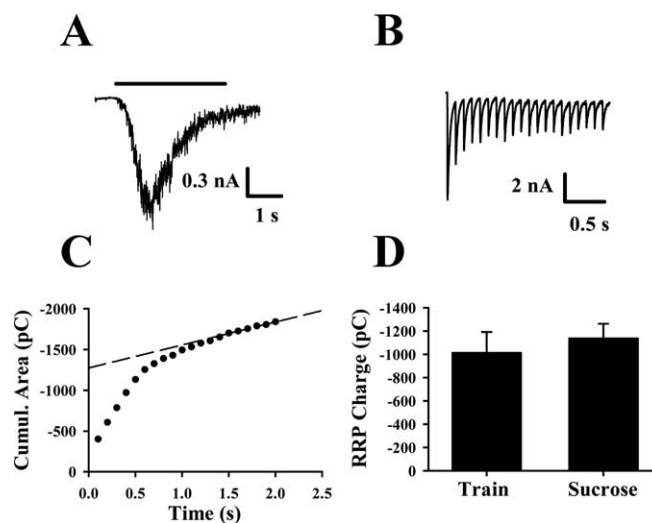 A
B
0.3 nA
1 s
2 nA
0.5 s
C
D
Cumul. Area (pC)
-2000
-1500
-1000
-500
0
0.0 0.5 1.0 1.5 2.0 2.5
Time (s)
RRP Charge (pC)
-1400
-1200
-1000
-800
-600
-400
-200
0
Train Sucrose